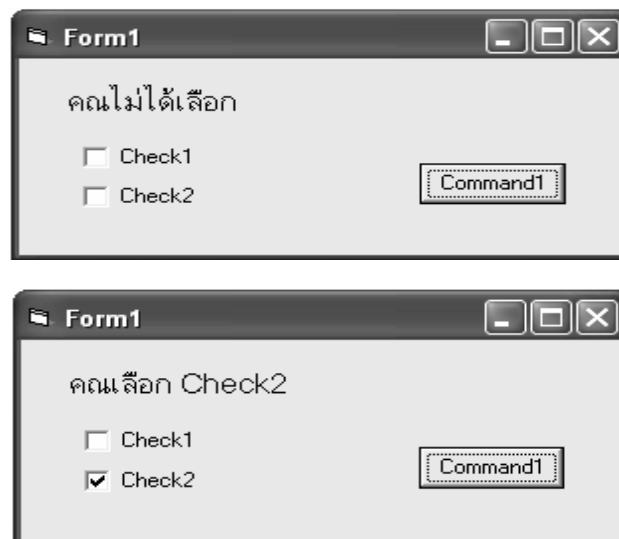 Form1
คณไม่ได้เลือก
Check1
Command1
Check2
Form1
คณเลือก Check2
Check1
Command1
Check2